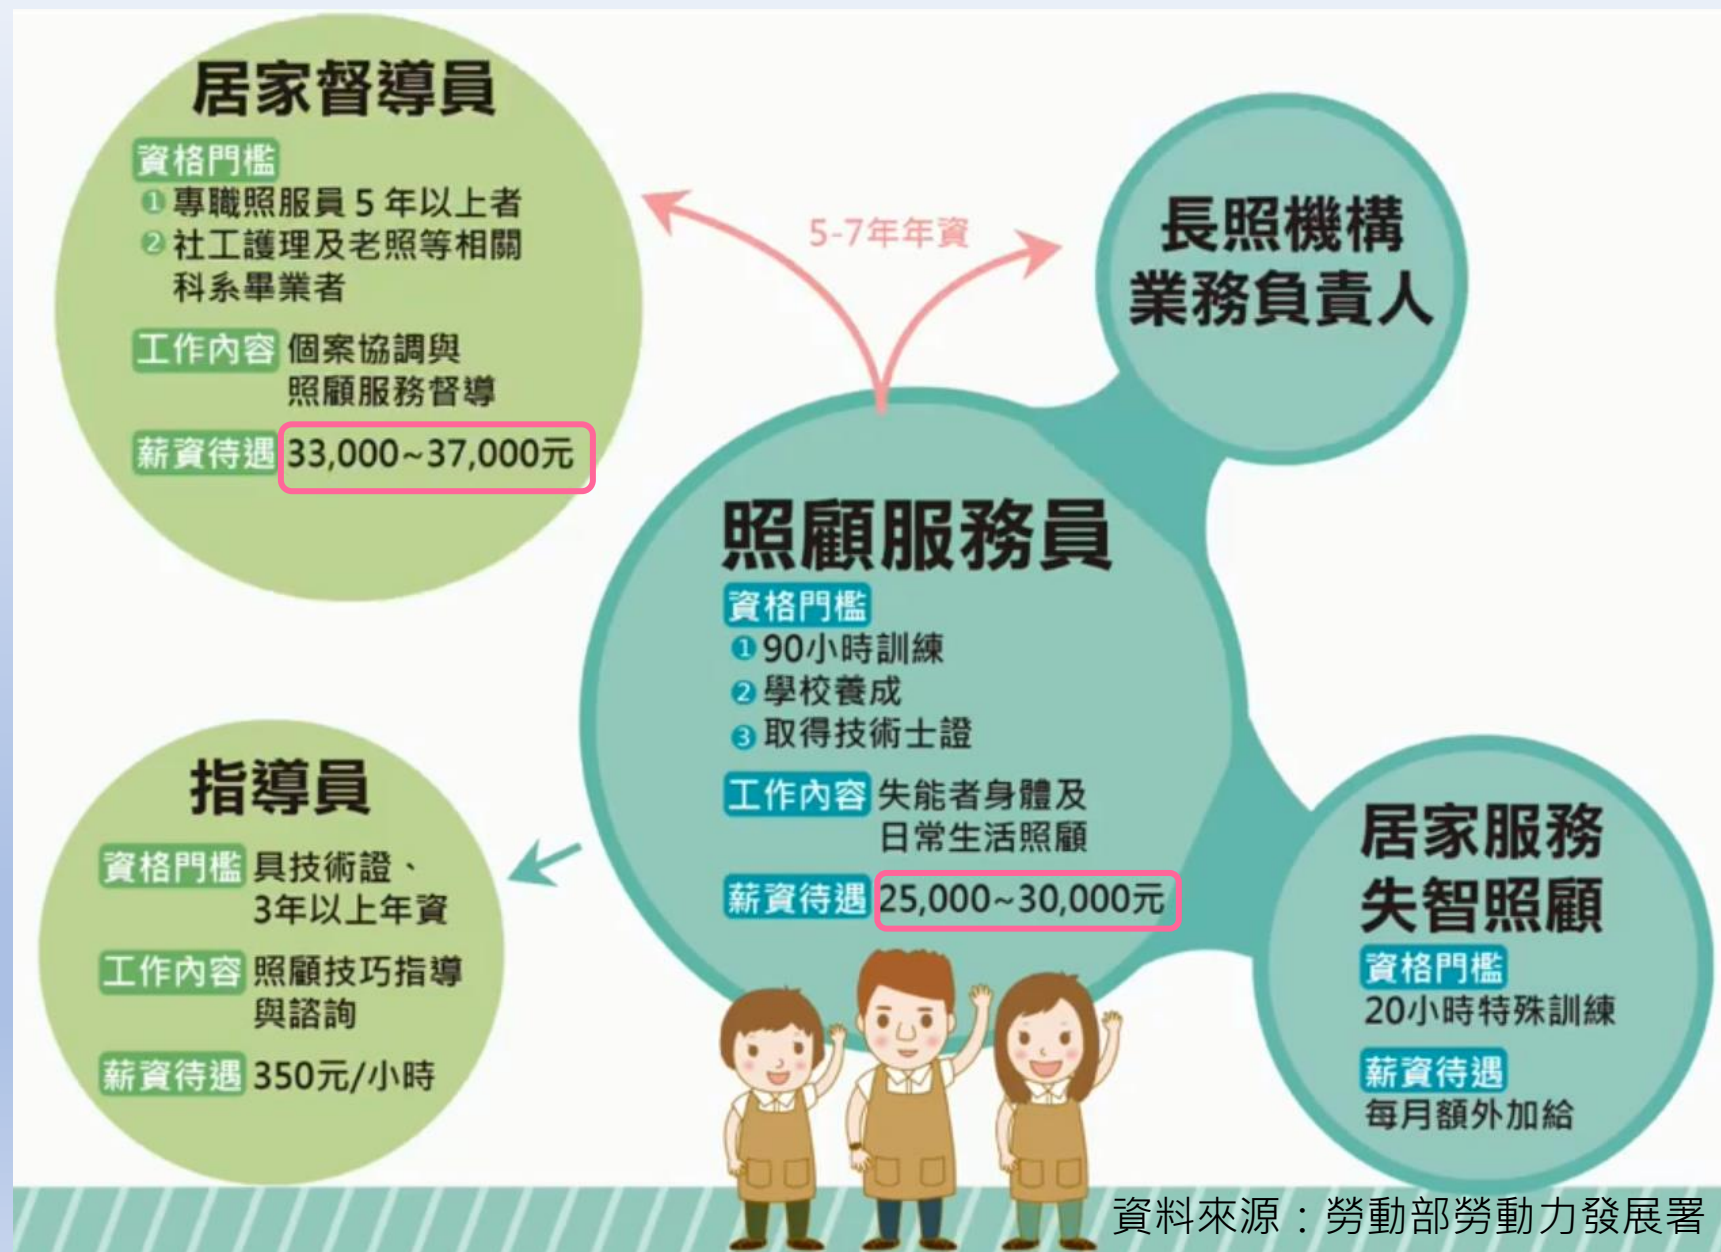 居家督導員
資格門檻
❶專職照服員 5 年以上者
❷社工護理及老照等相關
科系畢業者
工作內容 個案協調與
照顧服務督導
薪資待遇 33,000~37,000元
5-7年年資
長照機構
業務負責人
照顧服務員
資格門檻
❶90小時訓練
❷學校養成
❸取得技術士證
工作內容 失能者身體及
日常生活照顧
薪資待遇 25,000~30,000元
指導員
資格門檻 具技術證、
3年以上年資
工作內容 照顧技巧指導
與諮詢
薪資待遇 350元/小時
居家服務
失智照顧
資格門檻
20小時特殊訓練
薪資待遇
每月額外加給
資料來源：勞動部勞動力發展署